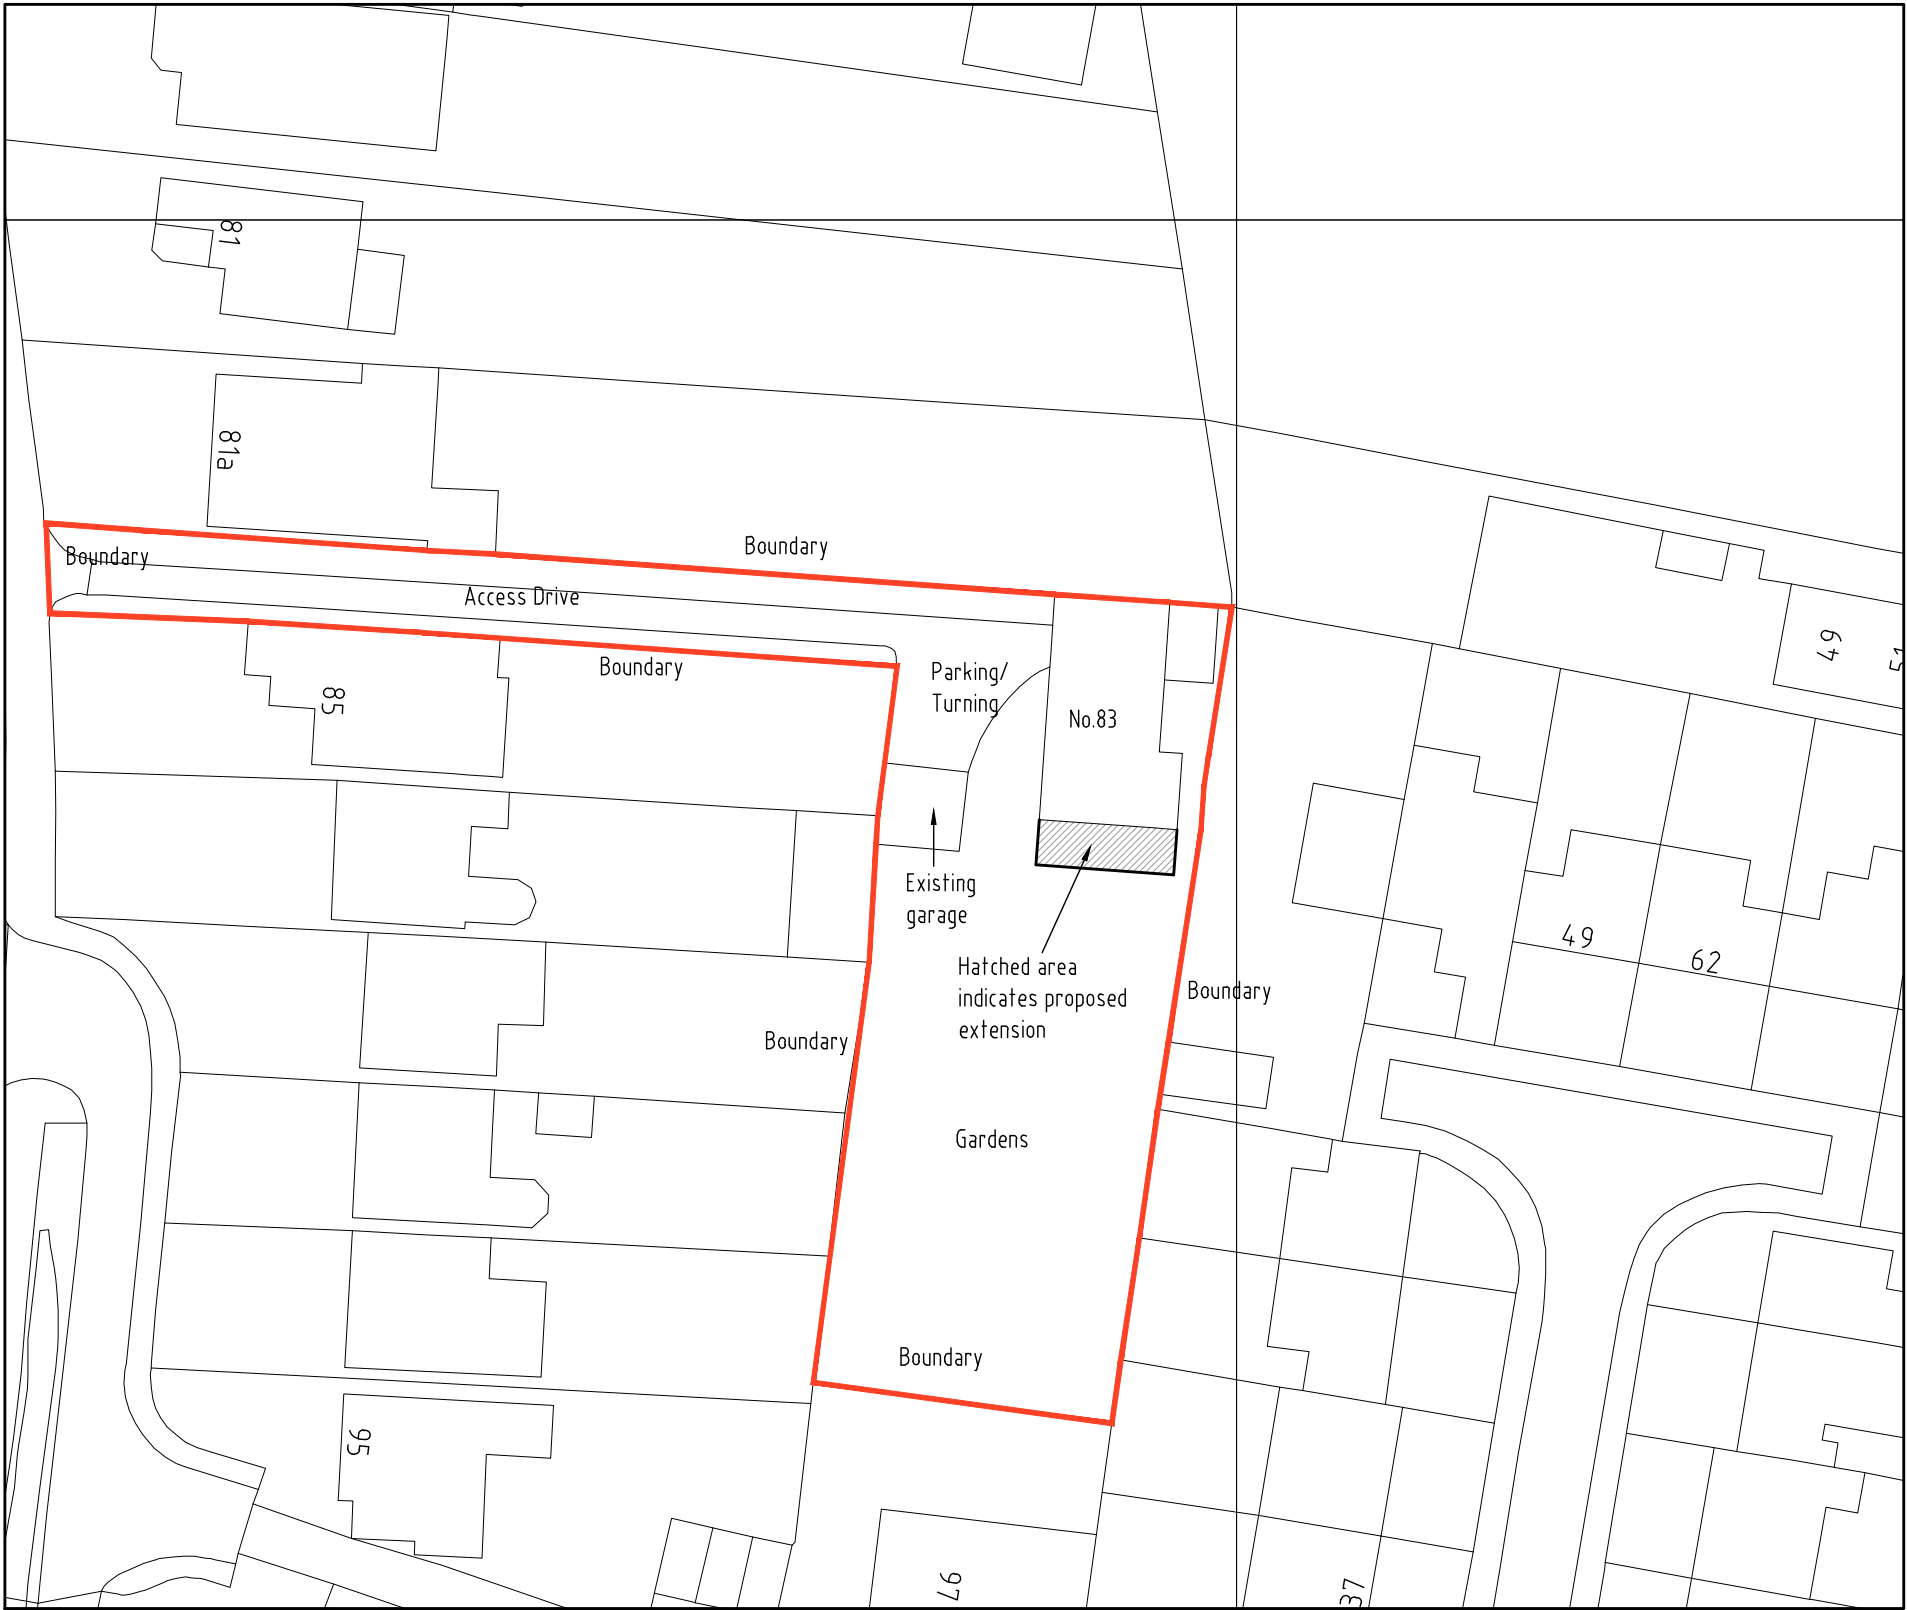 81
81a
Boundary
Boundary
Access Drive
Boundary
85
Parking/
Turning
No.83
49
51
Existing
garage
49
62
Hatched area
indicates proposed
extension
Boundary
Boundary
Gardens
Boundary
95
97
37